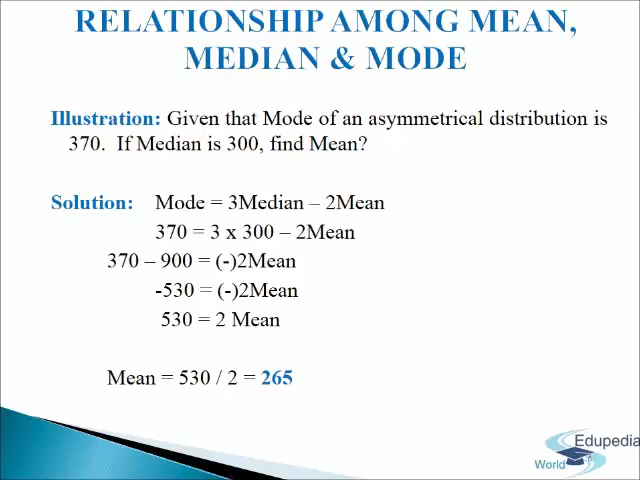 RELATIONSHIP AMONG MEAN,
MEDIAN & MODE
Illustration: Given that Mode of an asymmetrical distribution is
370. If Median is 300, find Mean?
Solution: Mode = 3Median – 2Mean
370 = 3 x 300 – 2Mean
370 – 900 = (-)2Mean
-530 = (-)2Mean
530 = 2 Mean
Mean = 530 / 2 = 265
Edupedia
World